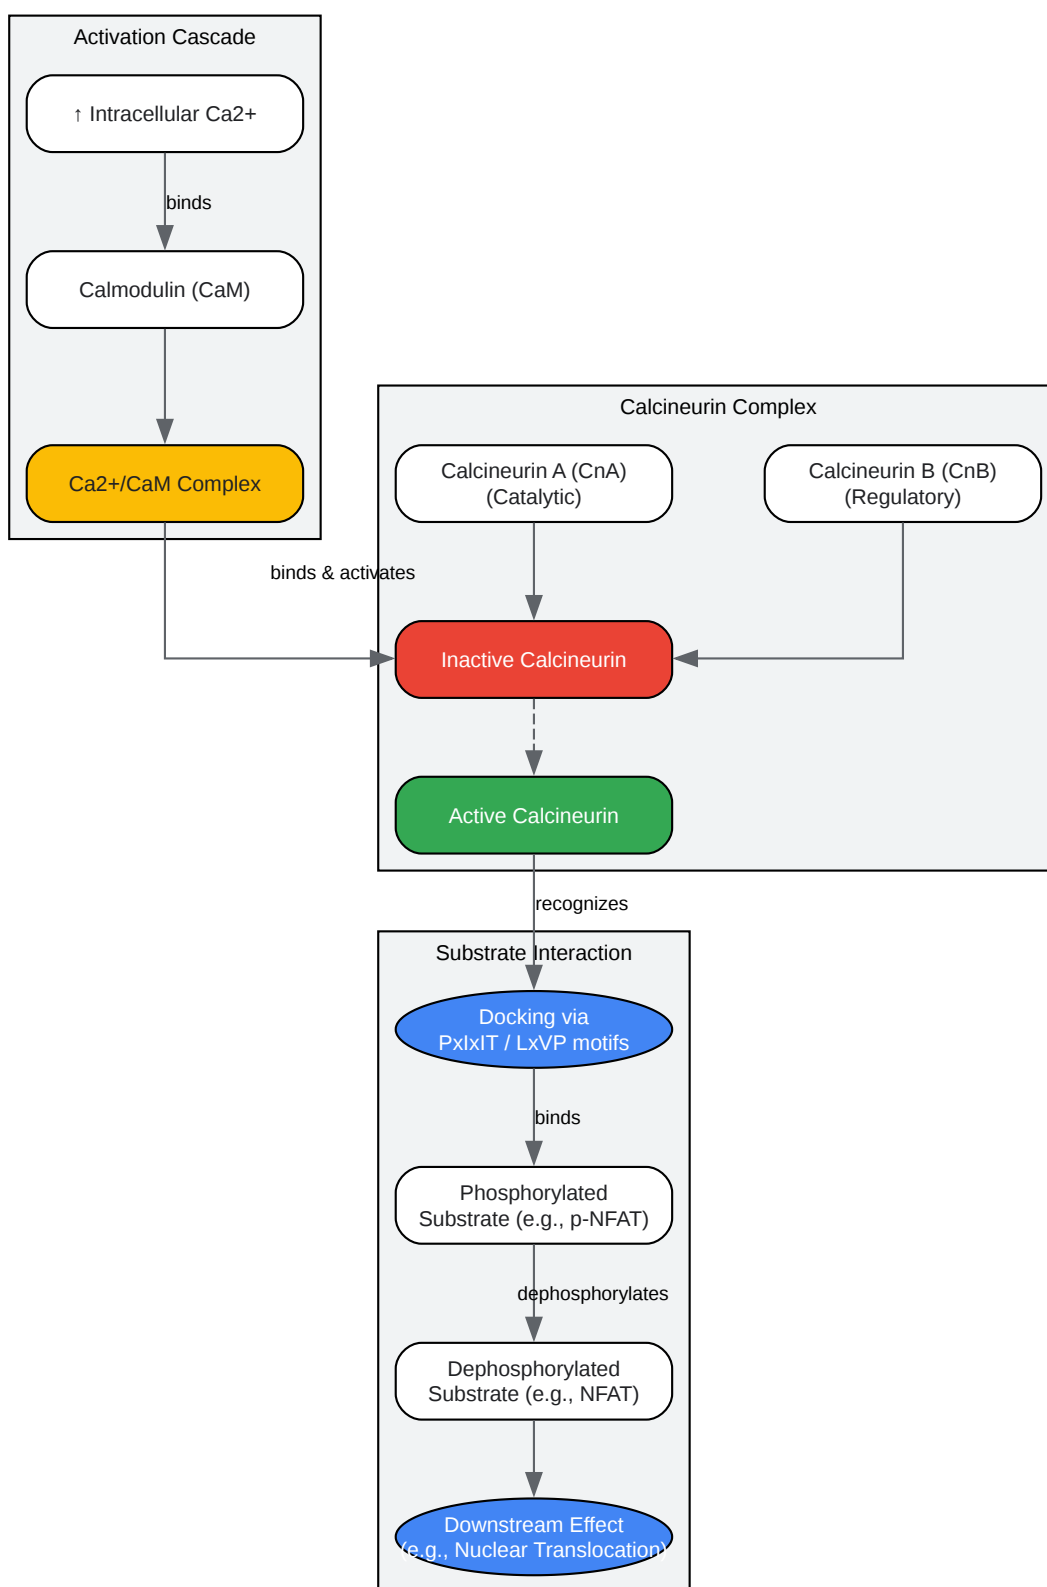 Activation Cascade
↑ Intracellular Ca2+
binds
Calmodulin (CaM)
Ca2+/CaM Complex
binds & activates
Calcineurin Complex
Calcineurin A (CnA)
(Catalytic)
Calcineurin B (CnB)
(Regulatory)
Inactive Calcineurin
Active Calcineurin
recognizes
Substrate Interaction
Docking via
PxIxIT / LxVP motifs
binds
Phosphorylated
Substrate (e.g., p-NFAT)
dephosphorylates
Dephosphorylated
Substrate (e.g., NFAT)
Downstream Effect
(e.g., Nuclear Translocation)